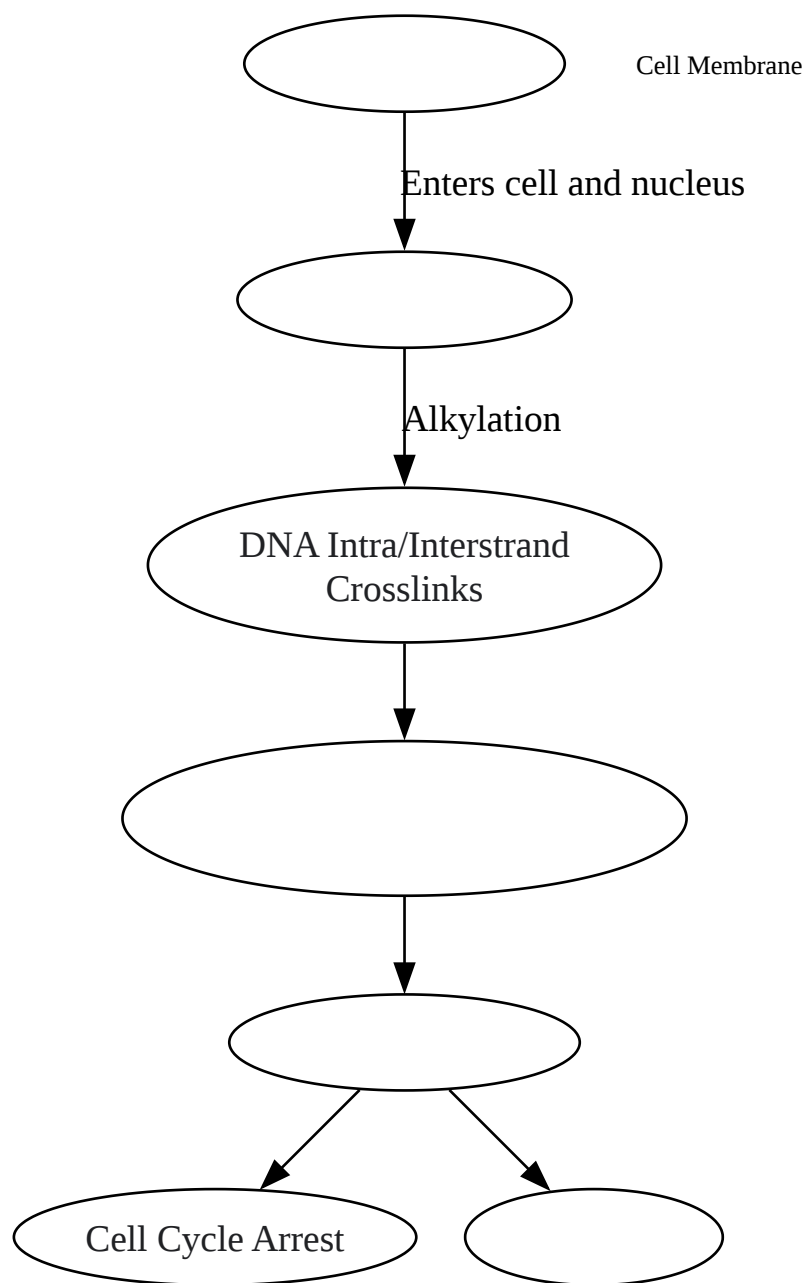 Cell Membrane
Enters cell and nucleus
Alkylation
DNA Intra/Interstrand
Crosslinks
Cell Cycle Arrest